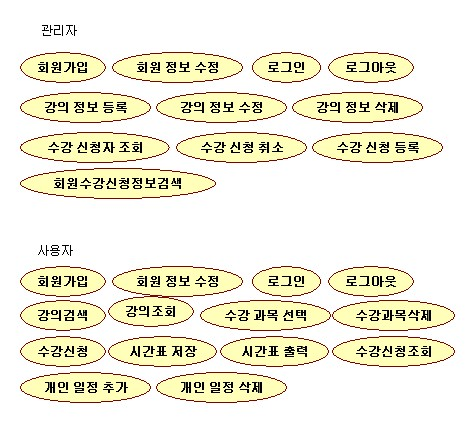 관리자
회원가입 회원 정보 수정 로그인 로그아웃
강의 정보 등록 강의 정보 수정 강의 정보 삭제
수강 신청자 조회 수강 신청 취소 수강 신청 등록
회원수강신청정보검색
사용자
회원가입 회원 정보 수정 로그인 로그아웃
강의검색 강의조회 수강 과목 선택 수강과목삭제
수강신청 시간표 저장 시간표 출력 수강신청조회
개인 일정 추가 개인 일정 삭제